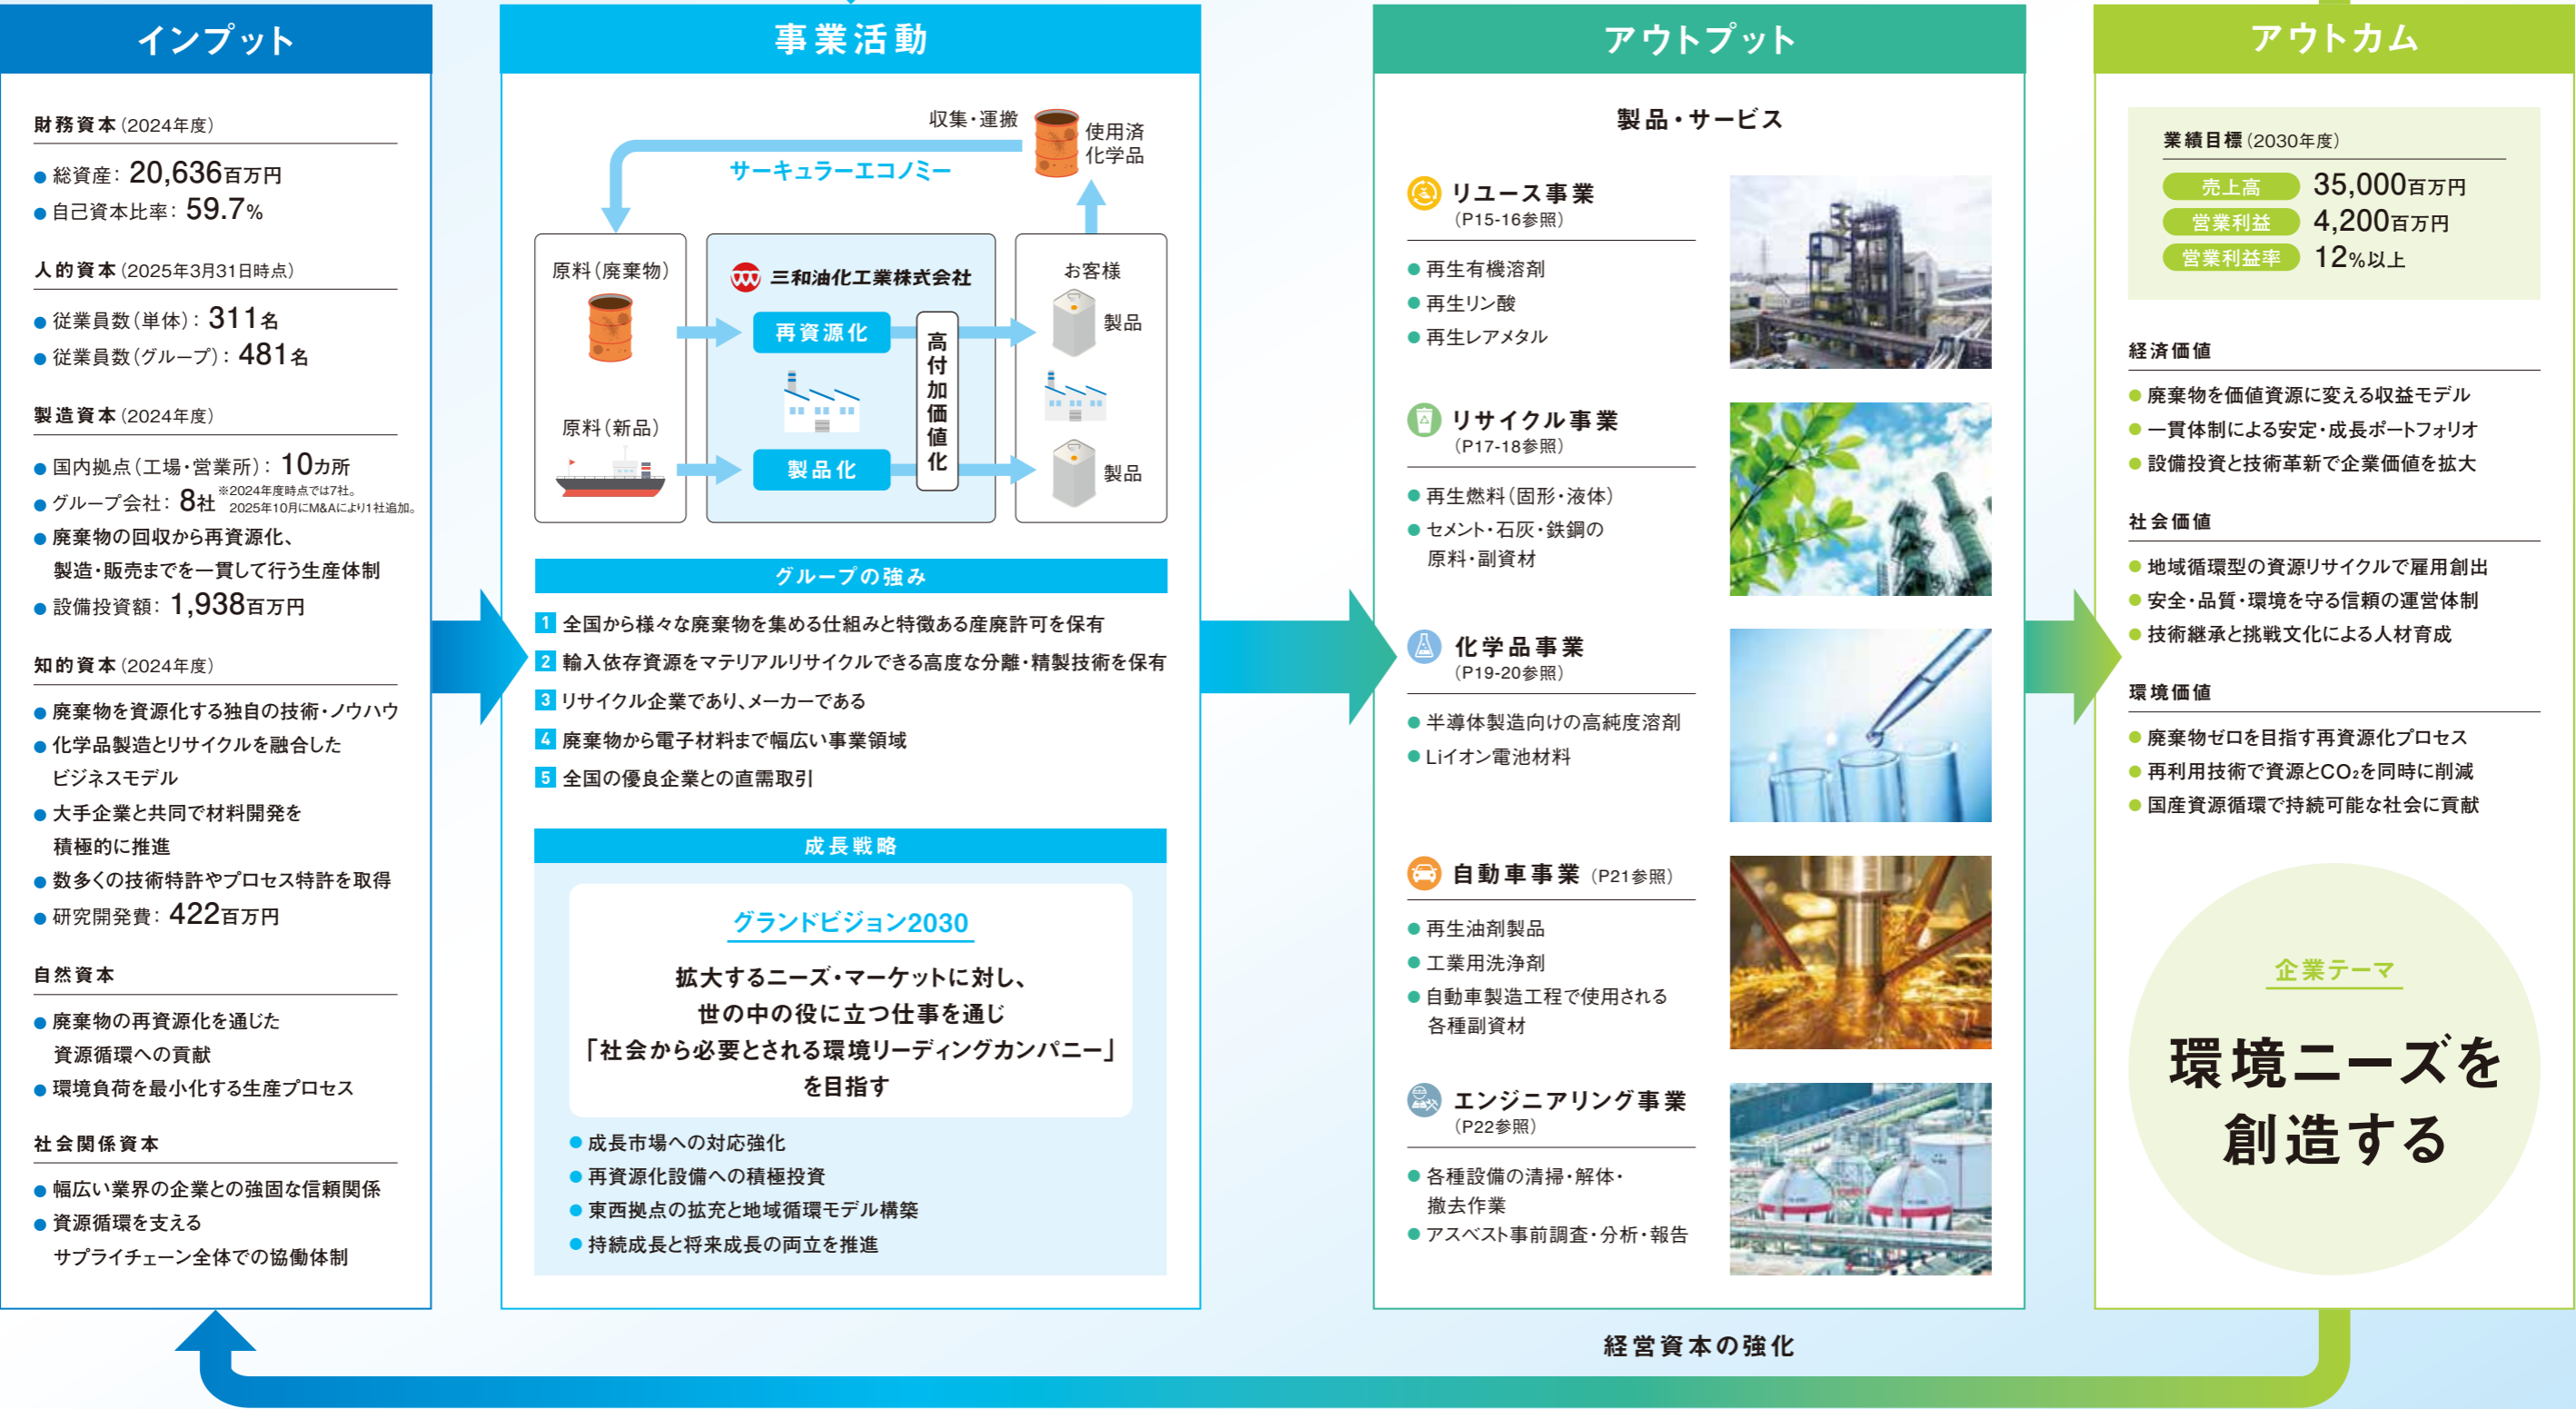 インプット
財務資本(2024年度)
● 総資産: 20,636百万円
● 自己資本比率: 59.7%
人的資本(2025年3月31日時点)
● 従業員数(単体): 311名
● 従業員数(グループ): 481名
製造資本(2024年度)
● 国内拠点(工場・営業所): 10カ所
● グループ会社: 8社 ※2024年度時点では7社。
2025年10月にM&Aにより1社追加。
● 廃棄物の回収から再資源化、
製造・販売までを一貫して行う生産体制
● 設備投資額: 1,938百万円
知的資本(2024年度)
● 廃棄物を資源化する独自の技術・ノウハウ
● 化学品製造とリサイクルを融合した
ビジネスモデル
● 大手企業と共同で材料開発を
積極的に推進
● 数多くの技術特許やプロセス特許を取得
● 研究開発費: 422百万円
自然資本
● 廃棄物の再資源化を通じた
資源循環への貢献
● 環境負荷を最小化する生産プロセス
社会関係資本
● 幅広い業界の企業との強固な信頼関係
● 資源循環を支える
サプライチェーン全体での協働体制
事業活動
収集・運搬
使用済
化学品
サーキュラーエコノミー
原料(廃棄物)
三和油化工業株式会社
お客様
再資源化
高付加価値化
製品
原料(新品)
製品化
製品
グループの強み
1 全国から様々な廃棄物を集める仕組みと特徴ある産廃許可を保有
2 輸入依存資源をマテリアルリサイクルできる高度な分離・精製技術を保有
3 リサイクル企業であり、メーカーである
4 廃棄物から電子材料まで幅広い事業領域
5 全国の優良企業との直需取引
成長戦略
グランドビジョン2030
拡大するニーズ・マーケットに対し、
世の中の役に立つ仕事を通じ
「社会から必要とされる環境リーディングカンパニー」
を目指す
● 成長市場への対応強化
● 再資源化設備への積極投資
● 東西拠点の拡充と地域循環モデル構築
● 持続成長と将来成長の両立を推進
アウトプット
製品・サービス
リユース事業
(P15-16参照)
● 再生有機溶剤
● 再生リン酸
● 再生レアメタル
リサイクル事業
(P17-18参照)
● 再生燃料(固形・液体)
● セメント・石灰・鉄鋼の
原料・副資材
化学品事業
(P19-20参照)
● 半導体製造向けの高純度溶剤
● Liイオン電池材料
自動車事業 (P21参照)
● 再生油剤製品
● 工業用洗浄剤
● 自動車製造工程で使用される
各種副資材
エンジニアリング事業
(P22参照)
● 各種設備の清掃・解体・
撤去作業
● アスベスト事前調査・分析・報告
アウトカム
業績目標(2030年度)
売上高 35,000百万円
営業利益 4,200百万円
営業利益率 12%以上
経済価値
● 廃棄物を価値資源に変える収益モデル
● 一貫体制による安定・成長ポートフォリオ
● 設備投資と技術革新で企業価値を拡大
社会価値
● 地域循環型の資源リサイクルで雇用創出
● 安全・品質・環境を守る信頼の運営体制
● 技術継承と挑戦文化による人材育成
環境価値
● 廃棄物ゼロを目指す再資源化プロセス
● 再利用技術で資源とCO₂を同時に削減
● 国産資源循環で持続可能な社会に貢献
企業テーマ
環境ニーズを
創造する
経営資本の強化